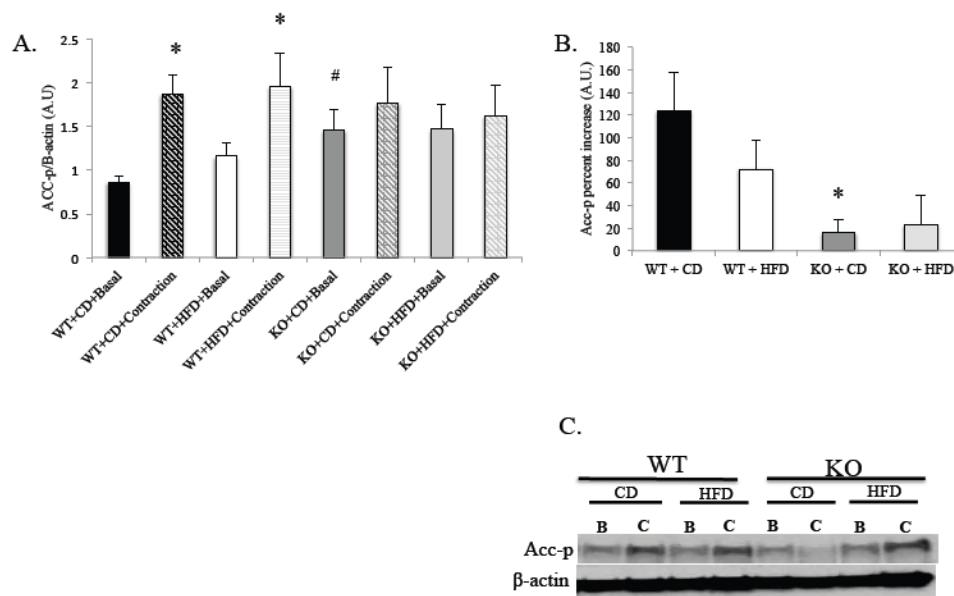 A.
ACC-p/B-actin (A.U)
2.5
2
1.5
1
0.5
0
*
*
#
WT+CD+Basal
WT+CD+Contraction
WT+HFD+Basal
WT+HFD+Contraction
KO+CD+Basal
KO+CD+Contraction
KO+HFD+Basal
KO+HFD+Contraction
B.
Acc-p percent increase (A.U.)
180
160
140
120
100
80
60
40
20
0
*
WT + CD
WT + HFD
KO + CD
KO + HFD
C.
WT KO
CD HFD CD HFD
B C B C B C B C
Acc-p
β-actin